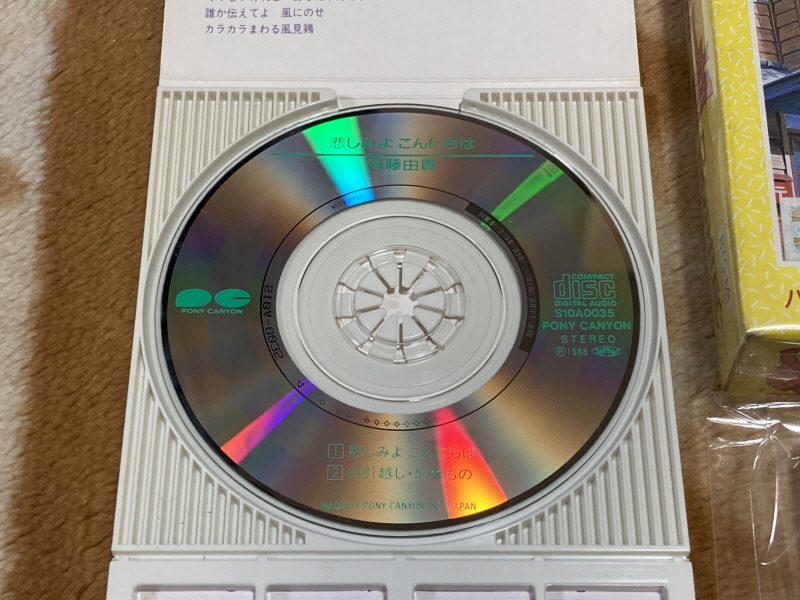 誰か伝えてよ 風にのせ
カラカラまわる風見鶏
悲しみよ こんにちは
斉藤由貴
PONY CANYON
COMPACT
disc
DIGITAL AUDIO
S10A0035
PONY CANYON
STEREO
Ⓟ1988
1 悲しみよ こんにちは
2 お引越し・忘れもの
MADE BY PONY CANYON INC. JAPAN
ハ